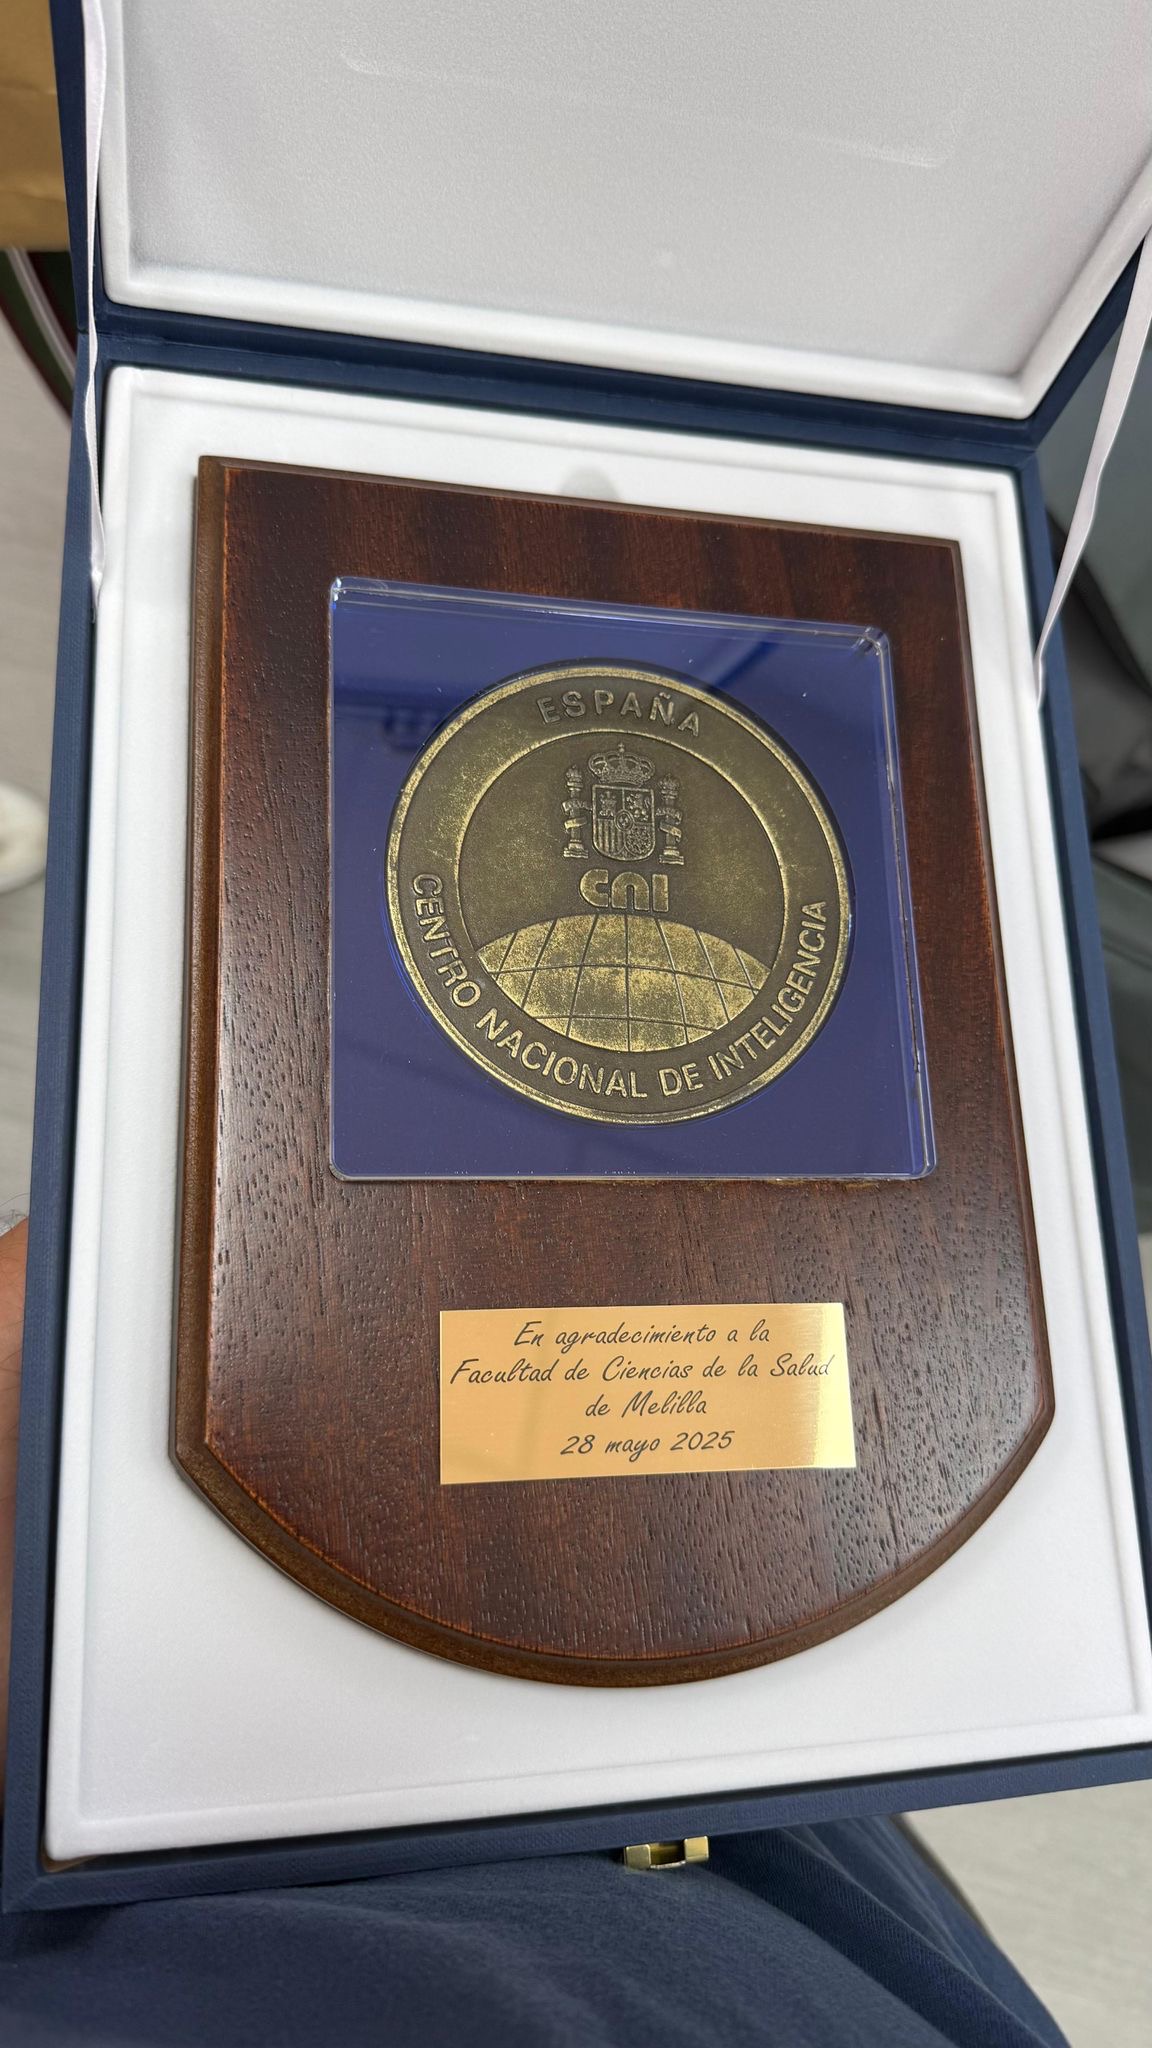 ESPAÑA
CNI
CENTRO NACIONAL DE INTELIGENCIA
En agradecimiento a la
Facultad de Ciencias de la Salud
de Melilla
28 mayo 2025